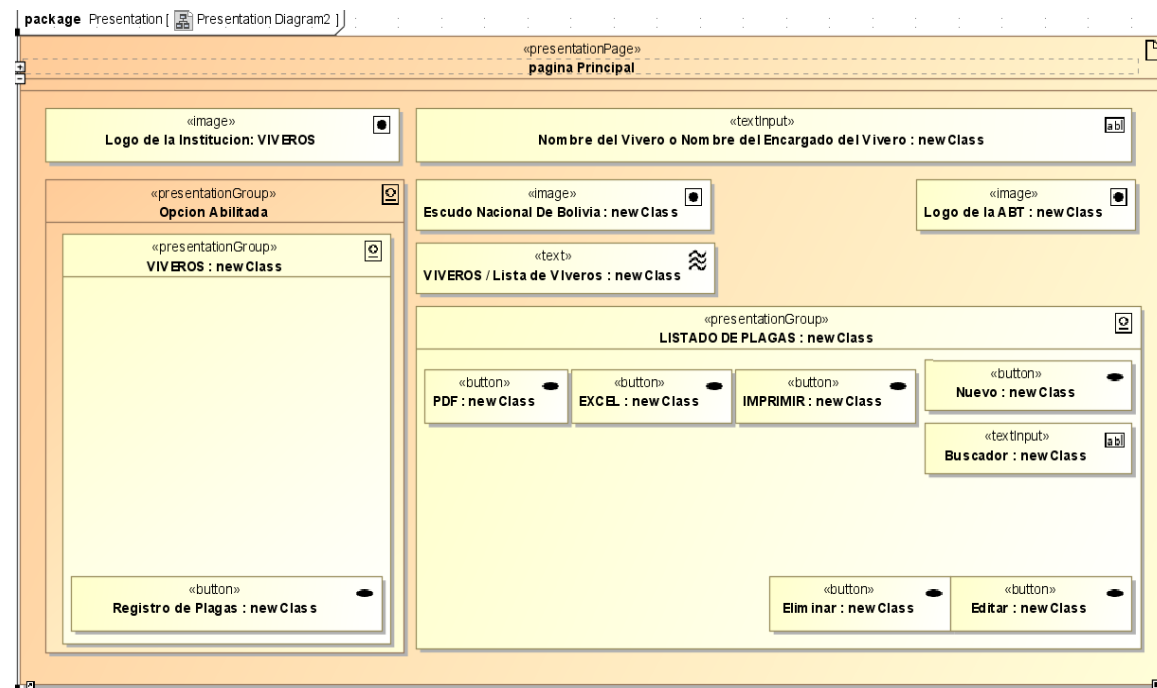 package Presentation [ Presentation Diagram2 ]
«presentationPage»
pagina Principal
«image»
Logo de la Institucion: VIVEROS
«textInput»
Nombre del Vivero o Nombre del Encargado del Vivero : newClass
«presentationGroup»
Opcion Abilitada
«presentationGroup»
VIVEROS : newClass
«button»
Registro de Plagas : newClass
«image»
Escudo Nacional De Bolivia : newClass
«image»
Logo de la ABT : newClass
«text»
VIVEROS / Lista de VIveros : newClass
«presentationGroup»
LISTADO DE PLAGAS : newClass
«button»
PDF : newClass
«button»
EXCEL : newClass
«button»
IMPRIMIR : newClass
«button»
Nuevo : newClass
«textInput»
Buscador : newClass
«button»
Eliminar : newClass
«button»
Editar : newClass